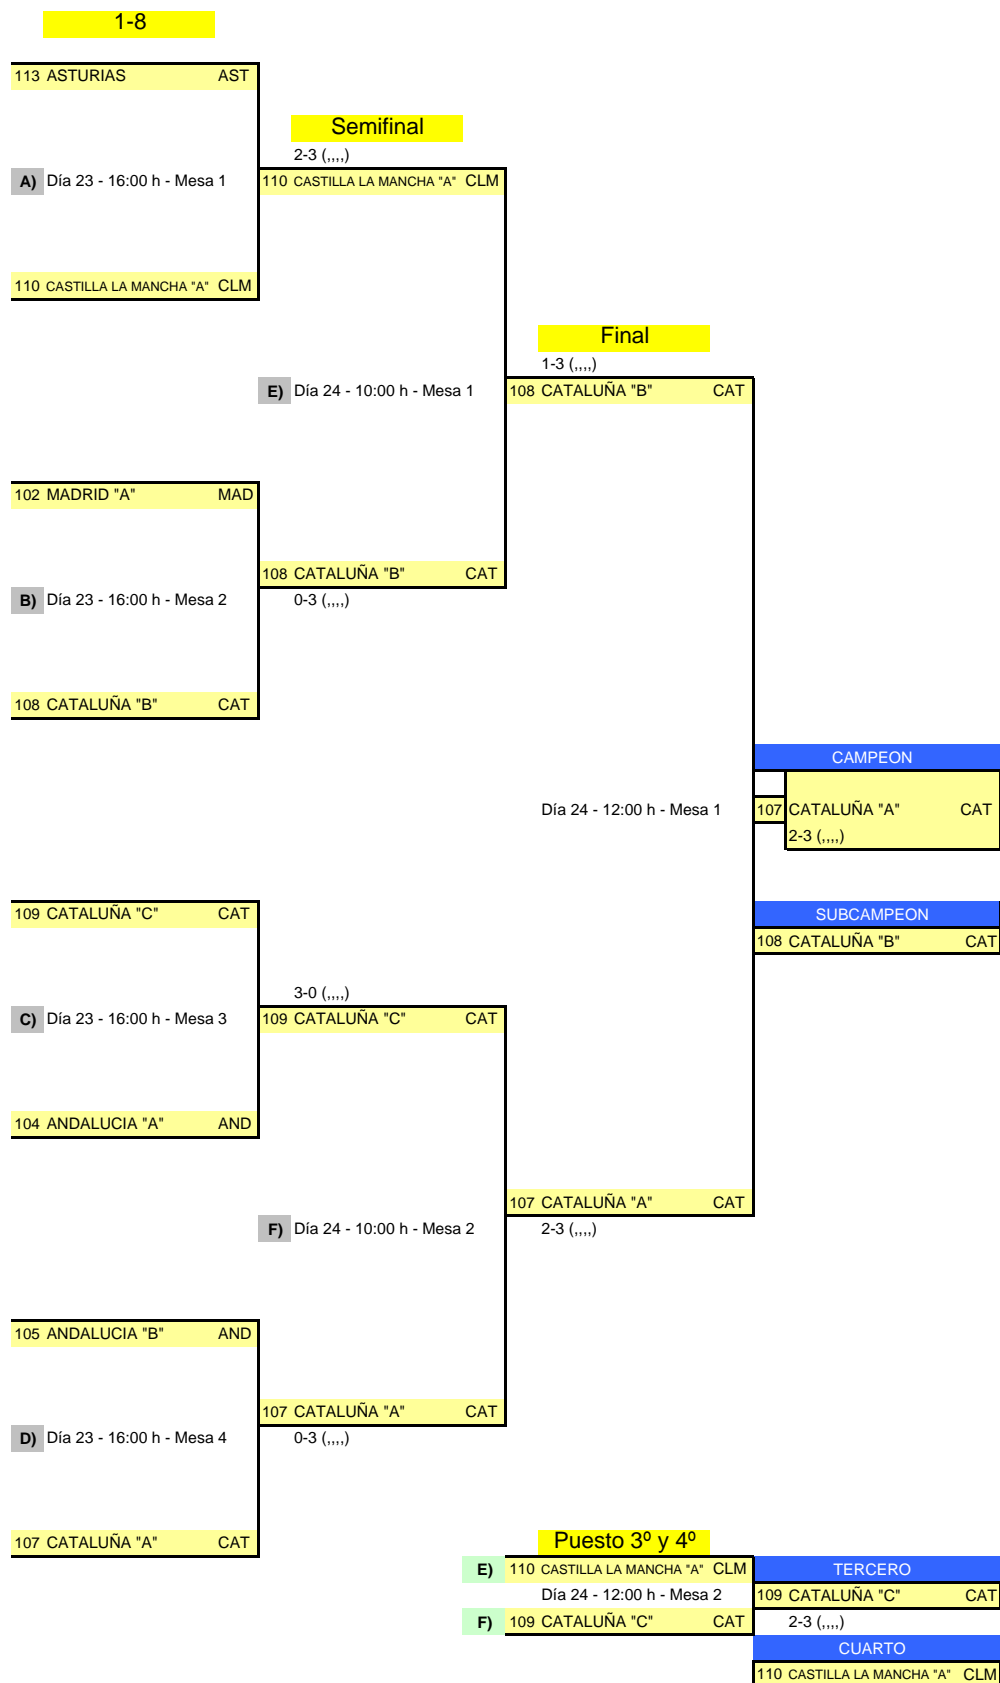 1-8
113 ASTURIAS AST
Semifinal
2-3 (,,,,)
A) Día 23 - 16:00 h - Mesa 1
110 CASTILLA LA MANCHA "A" CLM
110 CASTILLA LA MANCHA "A" CLM
Final
1-3 (,,,,)
E) Día 24 - 10:00 h - Mesa 1
108 CATALUÑA "B" CAT
102 MADRID "A" MAD
108 CATALUÑA "B" CAT
B) Día 23 - 16:00 h - Mesa 2
0-3 (,,,,)
108 CATALUÑA "B" CAT
CAMPEON
Día 24 - 12:00 h - Mesa 1
107 CATALUÑA "A" CAT
2-3 (,,,,)
109 CATALUÑA "C" CAT
SUBCAMPEON
108 CATALUÑA "B" CAT
3-0 (,,,,)
C) Día 23 - 16:00 h - Mesa 3
109 CATALUÑA "C" CAT
104 ANDALUCIA "A" AND
107 CATALUÑA "A" CAT
F) Día 24 - 10:00 h - Mesa 2
2-3 (,,,,)
105 ANDALUCIA "B" AND
107 CATALUÑA "A" CAT
D) Día 23 - 16:00 h - Mesa 4
0-3 (,,,,)
107 CATALUÑA "A" CAT
Puesto 3º y 4º
E) 110 CASTILLA LA MANCHA "A" CLM
TERCERO
Día 24 - 12:00 h - Mesa 2
109 CATALUÑA "C" CAT
F) 109 CATALUÑA "C" CAT
2-3 (,,,,)
CUARTO
110 CASTILLA LA MANCHA "A" CLM